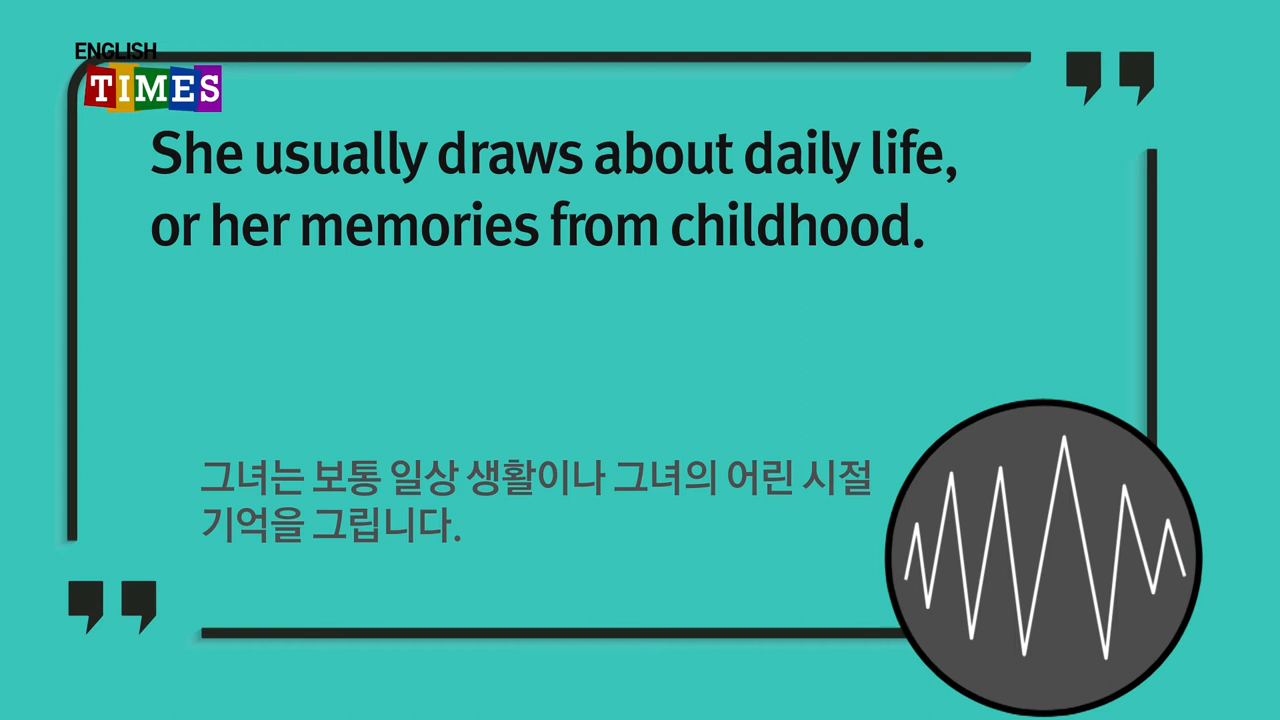 ENGLISH
TIMES
She usually draws about daily life,
or her memories from childhood.
그녀는 보통 일상 생활이나 그녀의 어린 시절
기억을 그립니다.